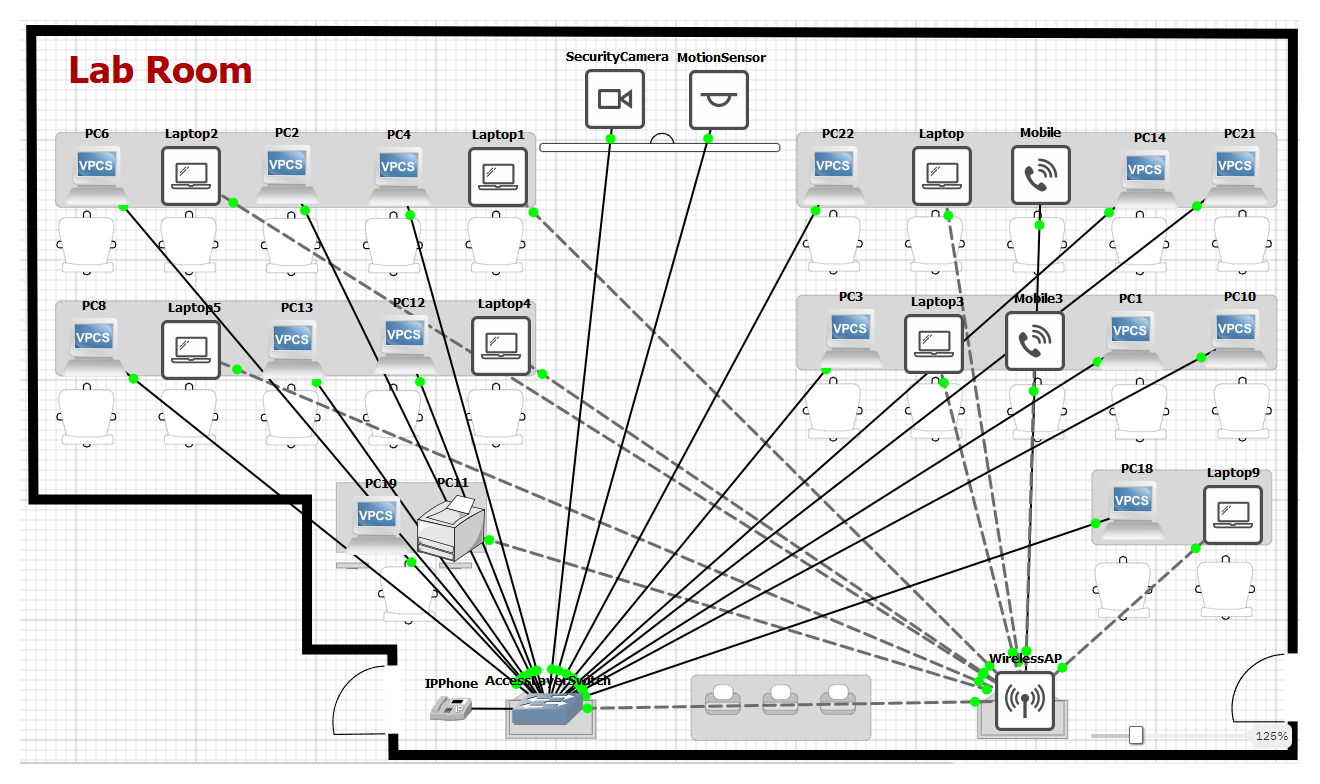 SecurityCamera MotionSensor
Lab Room
PC6 Laptop2 PC2 PC4 Laptop1 PC22 Laptop Mobile PC14 PC21
VPCS VPCS VPCS VPCS VPCS VPCS
PC8 Laptop5 PC13 PC12 Laptop4 PC3 Laptop3 Mobile3 PC1 PC10
VPCS VPCS VPCS VPCS VPCS VPCS
PC19 PC11 PC18 Laptop9
VPCS VPCS
WirelessAP
IPPhone AccessLayerSwitch
125%